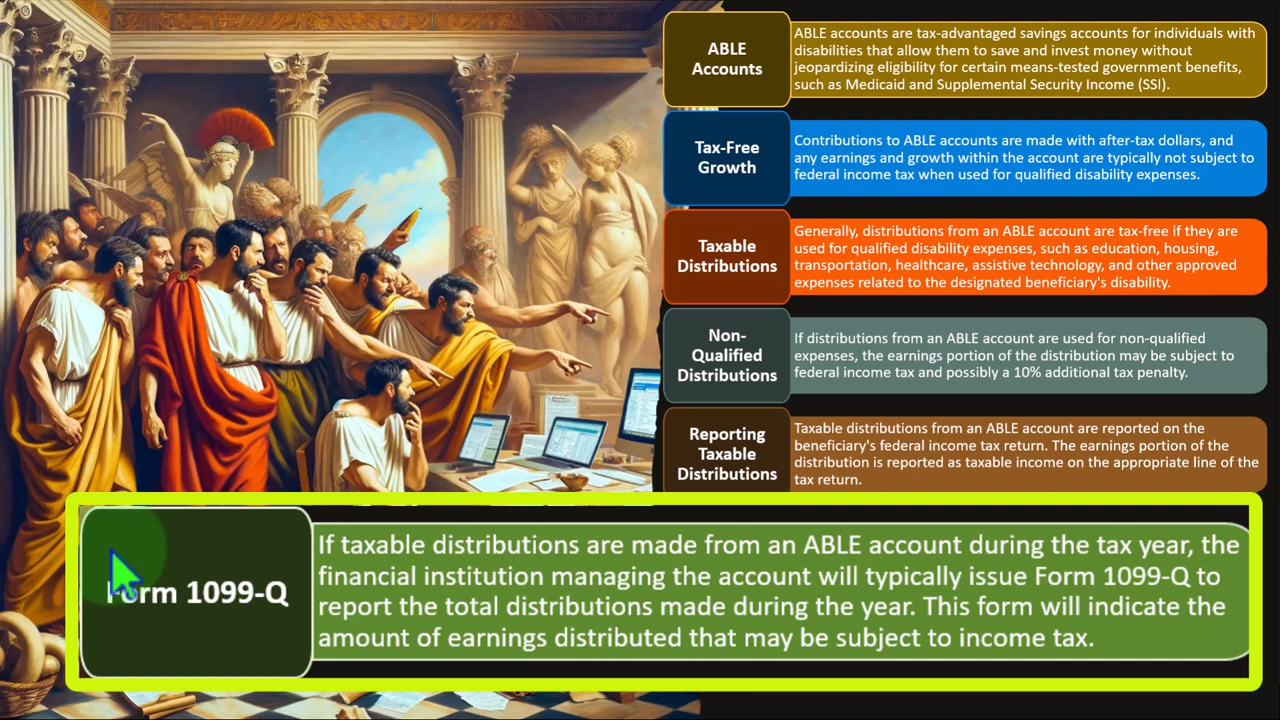 ABLE
Accounts
ABLE accounts are tax-advantaged savings accounts for individuals with
disabilities that allow them to save and invest money without
jeopardizing eligibility for certain means-tested government benefits,
such as Medicaid and Supplemental Security Income (SSI).
Tax-Free
Growth
Contributions to ABLE accounts are made with after-tax dollars, and
any earnings and growth within the account are typically not subject to
federal income tax when used for qualified disability expenses.
Taxable
Distributions
Generally, distributions from an ABLE account are tax-free if they are
used for qualified disability expenses, such as education, housing,
transportation, healthcare, assistive technology, and other approved
expenses related to the designated beneficiary's disability.
Non-
Qualified
Distributions
If distributions from an ABLE account are used for non-qualified
expenses, the earnings portion of the distribution may be subject to
federal income tax and possibly a 10% additional tax penalty.
Reporting
Taxable
Distributions
Taxable distributions from an ABLE account are reported on the
beneficiary's federal income tax return. The earnings portion of the
distribution is reported as taxable income on the appropriate line of the
tax return.
Form 1099-Q
If taxable distributions are made from an ABLE account during the tax year, the
financial institution managing the account will typically issue Form 1099-Q to
report the total distributions made during the year. This form will indicate the
amount of earnings distributed that may be subject to income tax.